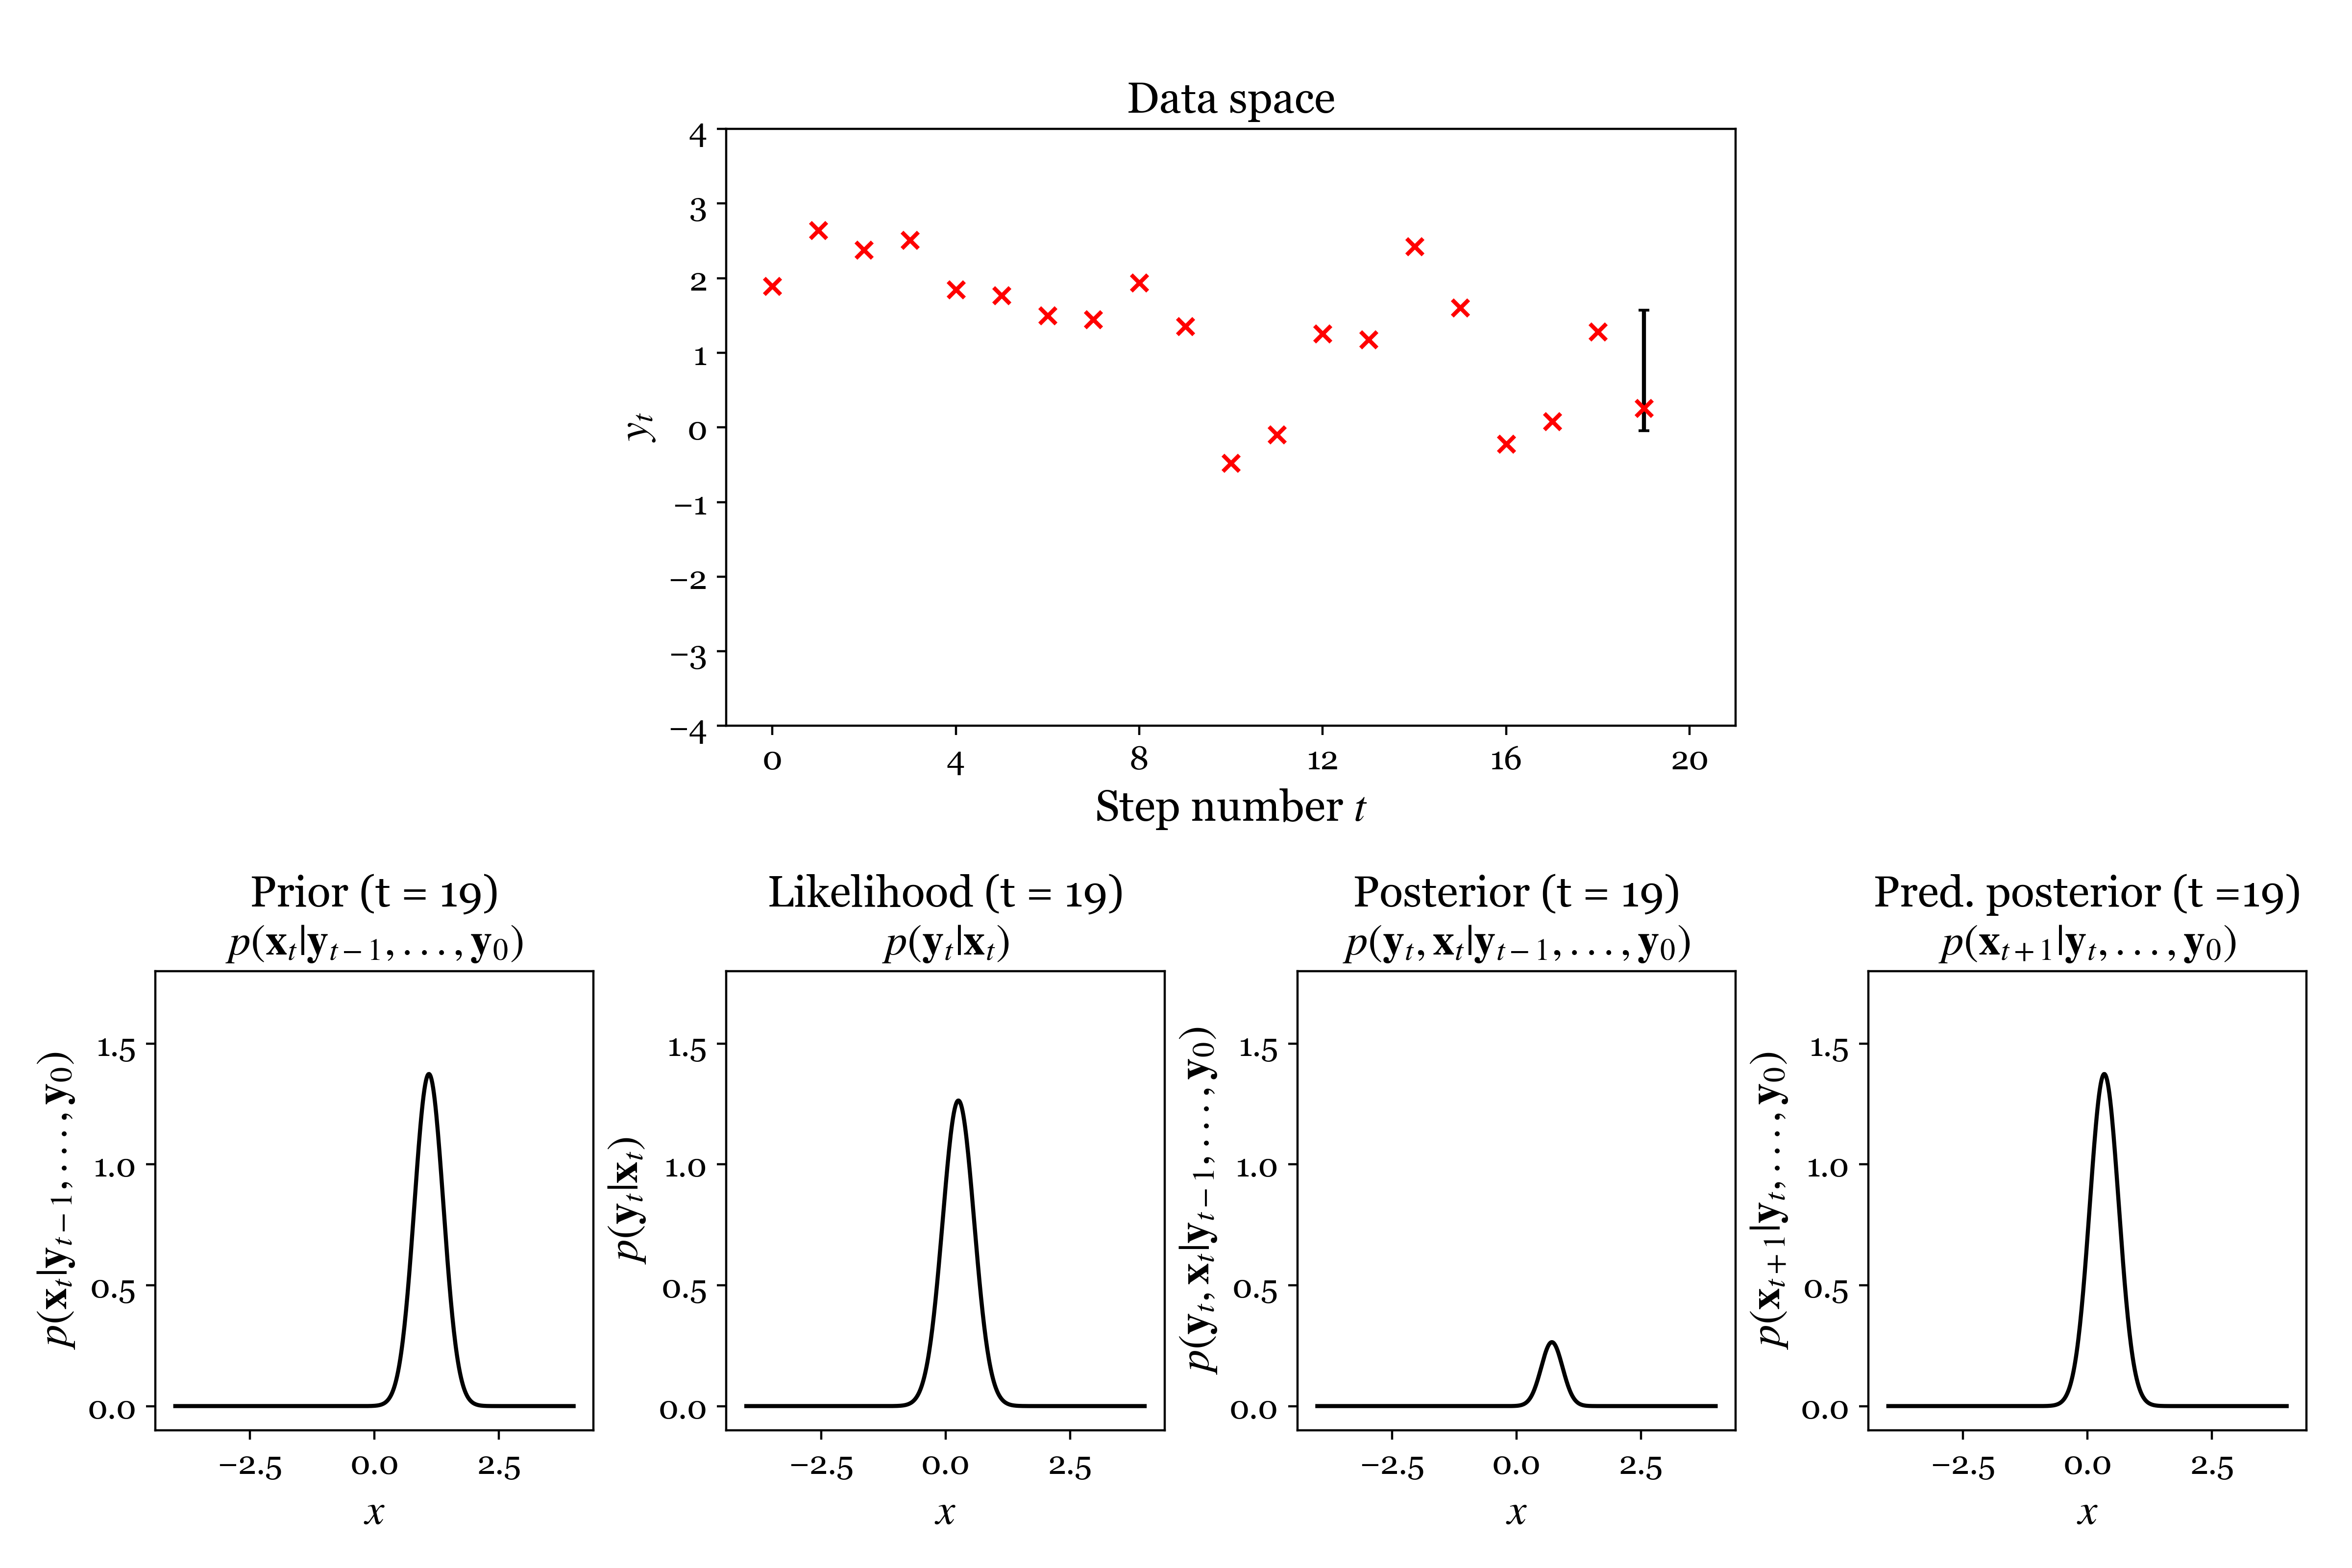 Data space
4
3
2
1
0
−1
−2
−3
−4
y_t
0 4 8 12 16 20
Step number t
Prior (t = 19)
p(x_t|y_{t−1}, . . . , y_0)
p(x_t|y_{t−1}, . . . , y_0)
1.5
1.0
0.5
0.0
−2.5 0.0 2.5
x
Likelihood (t = 19)
p(y_t|x_t)
p(y_t|x_t)
1.5
1.0
0.5
0.0
−2.5 0.0 2.5
x
Posterior (t = 19)
p(y_t, x_t|y_{t−1}, . . . , y_0)
p(y_t, x_t|y_{t−1}, . . . , y_0)
1.5
1.0
0.5
0.0
−2.5 0.0 2.5
x
Pred. posterior (t =19)
p(x_{t+1}|y_t, . . . , y_0)
p(x_{t+1}|y_t, . . . , y_0)
1.5
1.0
0.5
0.0
−2.5 0.0 2.5
x